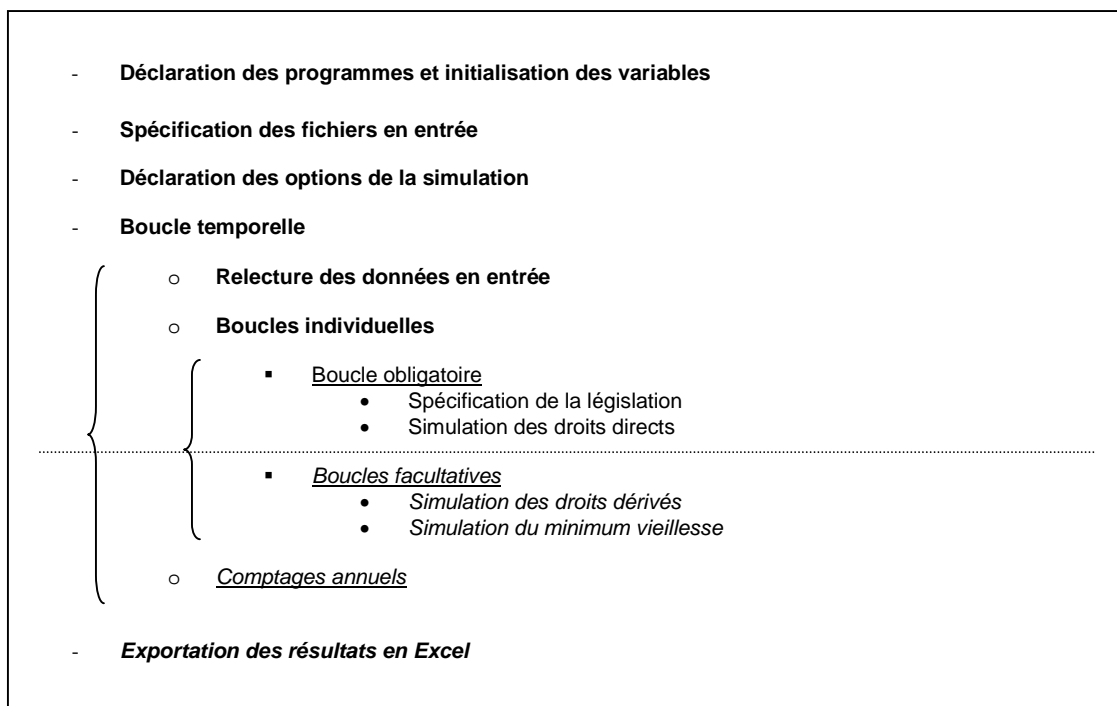 - Déclaration des programmes et initialisation des variables
- Spécification des fichiers en entrée
- Déclaration des options de la simulation
- Boucle temporelle
o Relecture des données en entrée
o Boucles individuelles
▪ Boucle obligatoire
• Spécification de la législation
• Simulation des droits directs
▪ Boucles facultatives
• Simulation des droits dérivés
• Simulation du minimum vieillesse
o Comptages annuels
- Exportation des résultats en Excel